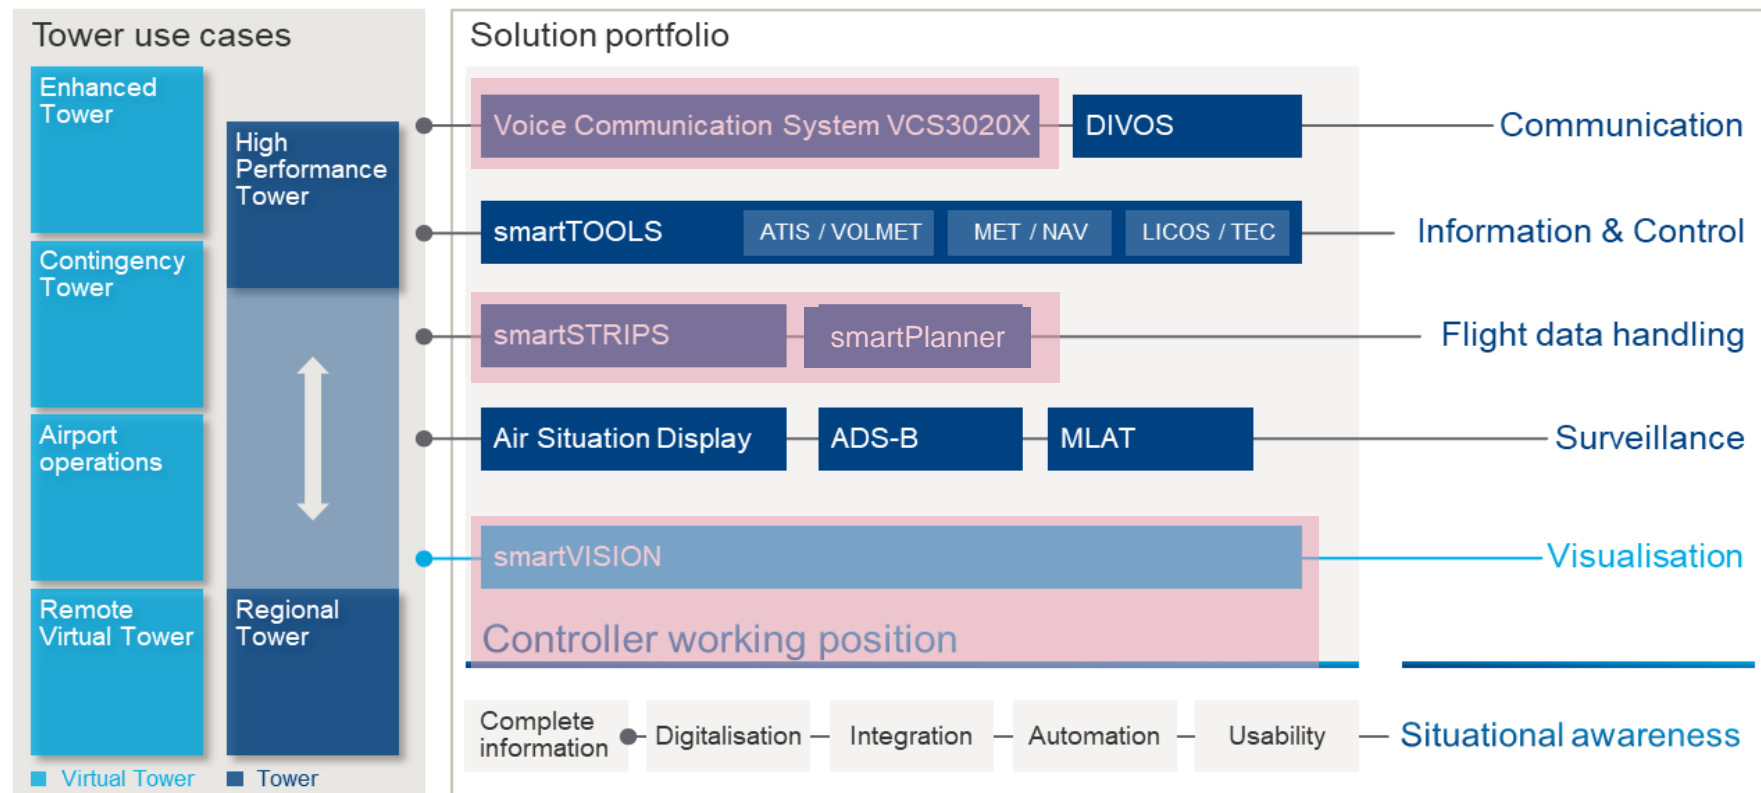 Tower use cases
Enhanced
Tower
Contingency
Tower
Airport
operations
Remote
Virtual Tower
High
Performance
Tower
Regional
Tower
Virtual Tower
Tower
Solution portfolio
Voice Communication System VCS3020X
DIVOS
Communication
smartTOOLS
ATIS / VOLMET
MET / NAV
LICOS / TEC
Information & Control
smartSTRIPS
smartPlanner
Flight data handling
Air Situation Display
ADS-B
MLAT
Surveillance
smartVISION
Visualisation
Controller working position
Complete
information
Digitalisation
Integration
Automation
Usability
Situational awareness